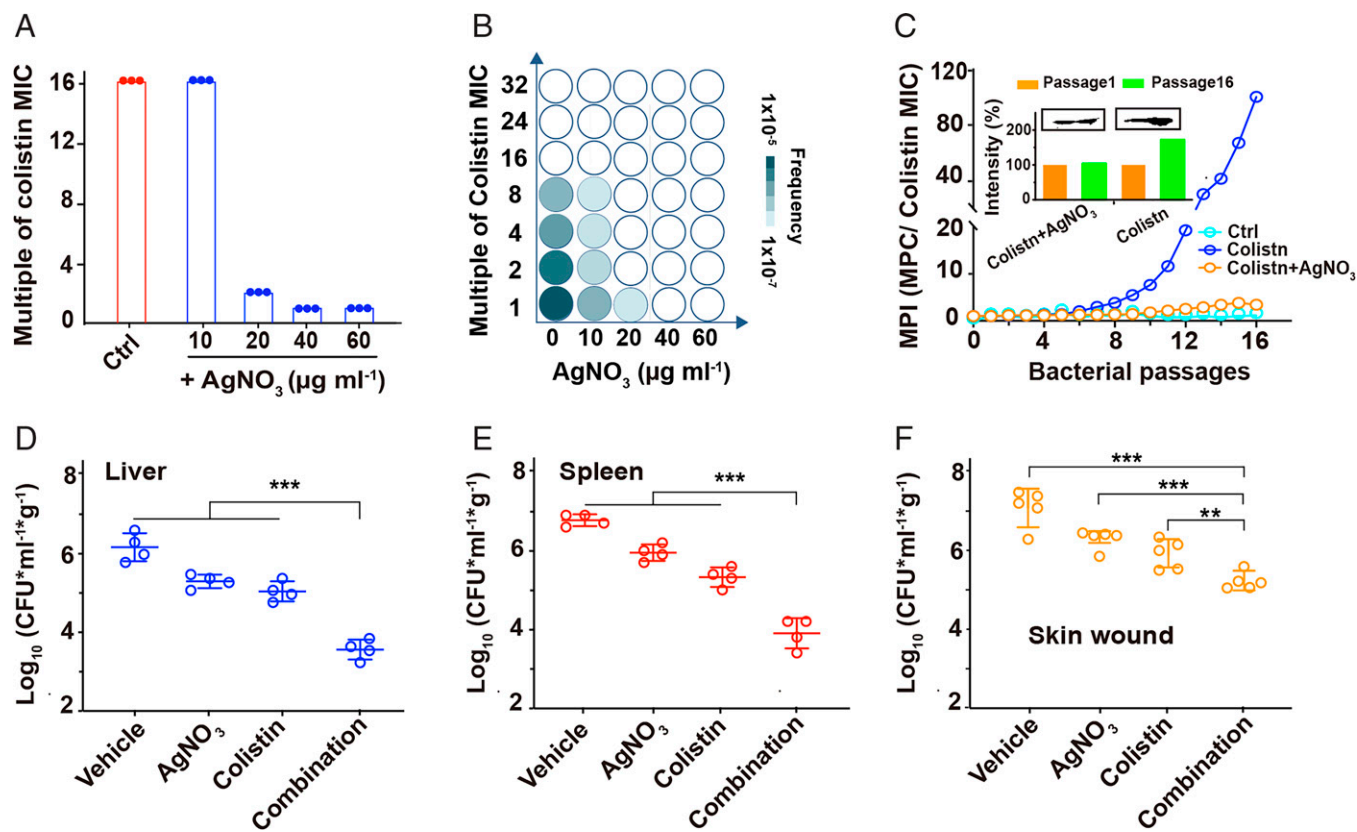 A
Multiple of colistin MIC
16
12
8
4
2
0
Ctrl
10 20 40 60
+ AgNO3 (µg ml-1)
B
Multiple of Colistin MIC
32
24
16
8
4
2
1
0 10 20 40 60
AgNO3 (µg ml-1)
1x10-5
Frequency
1x10-7
C
MPI (MPC/ Colistin MIC)
120
80
40
20
10
0
0 4 8 12 16
Bacterial passages
Passage1 Passage16
Intensity (%)
200
100
0
Colistn+AgNO3
Colistn
Ctrl
Colistn
Colistn+AgNO3
D
Liver
***
Log10 (CFU*ml-1*g-1)
8
6
4
2
Vehicle
AgNO3
Colistin
Combination
E
Spleen
***
Log10 (CFU*ml-1*g-1)
8
6
4
2
Vehicle
AgNO3
Colistin
Combination
F
***
***
**
Log10 (CFU*ml-1*g-1)
8
6
4
2
Skin wound
Vehicle
AgNO3
Colistin
Combination